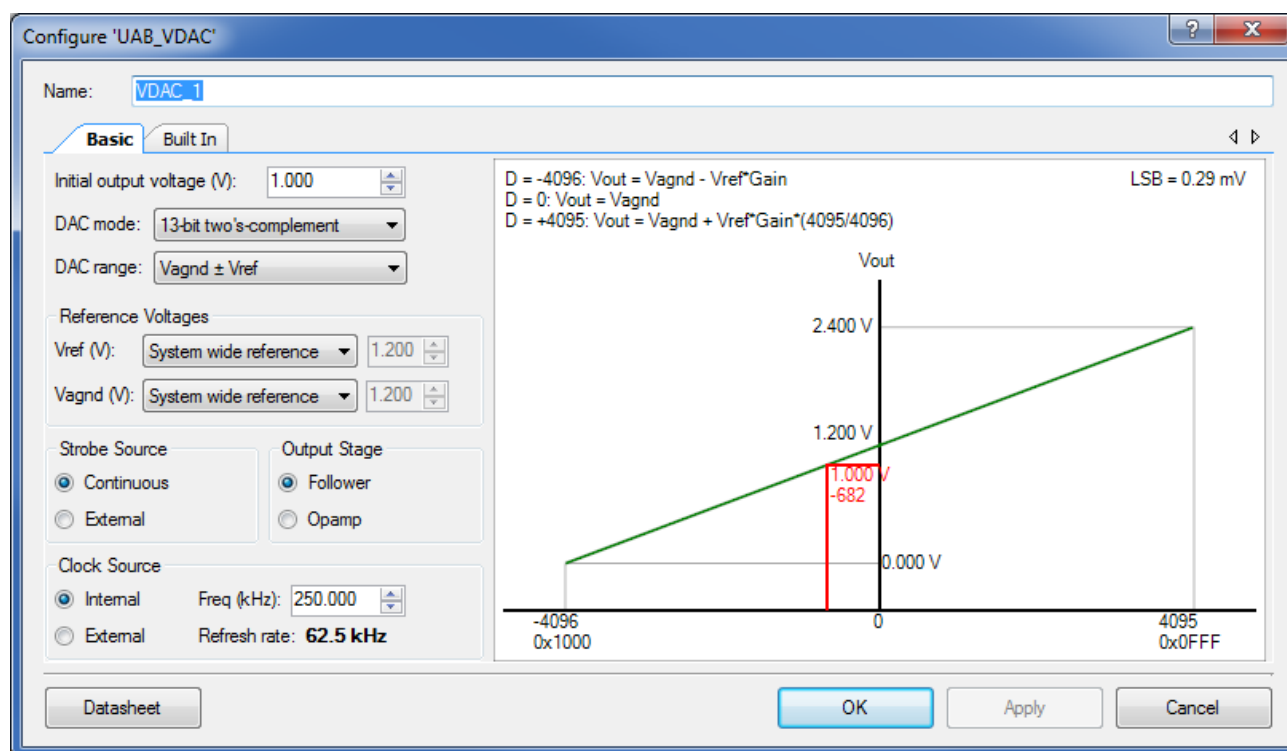 Configure 'UAB_VDAC'
?
X
Name: VDAC_1
Basic
Built In
Initial output voltage (V): 1.000
DAC mode: 13-bit two's-complement
DAC range: Vagnd ± Vref
Reference Voltages
Vref (V): System wide reference 1.200
Vagnd (V): System wide reference 1.200
Strobe Source
Continuous
External
Output Stage
Follower
Opamp
Clock Source
Internal Freq (kHz): 250.000
External Refresh rate: 62.5 kHz
D = -4096: Vout = Vagnd - Vref*Gain
D = 0: Vout = Vagnd
D = +4095: Vout = Vagnd + Vref*Gain*(4095/4096)
LSB = 0.29 mV
Vout
2.400 V
1.200 V
1.000 V
-682
0.000 V
-4096
0x1000
0
4095
0x0FFF
Datasheet
OK
Apply
Cancel